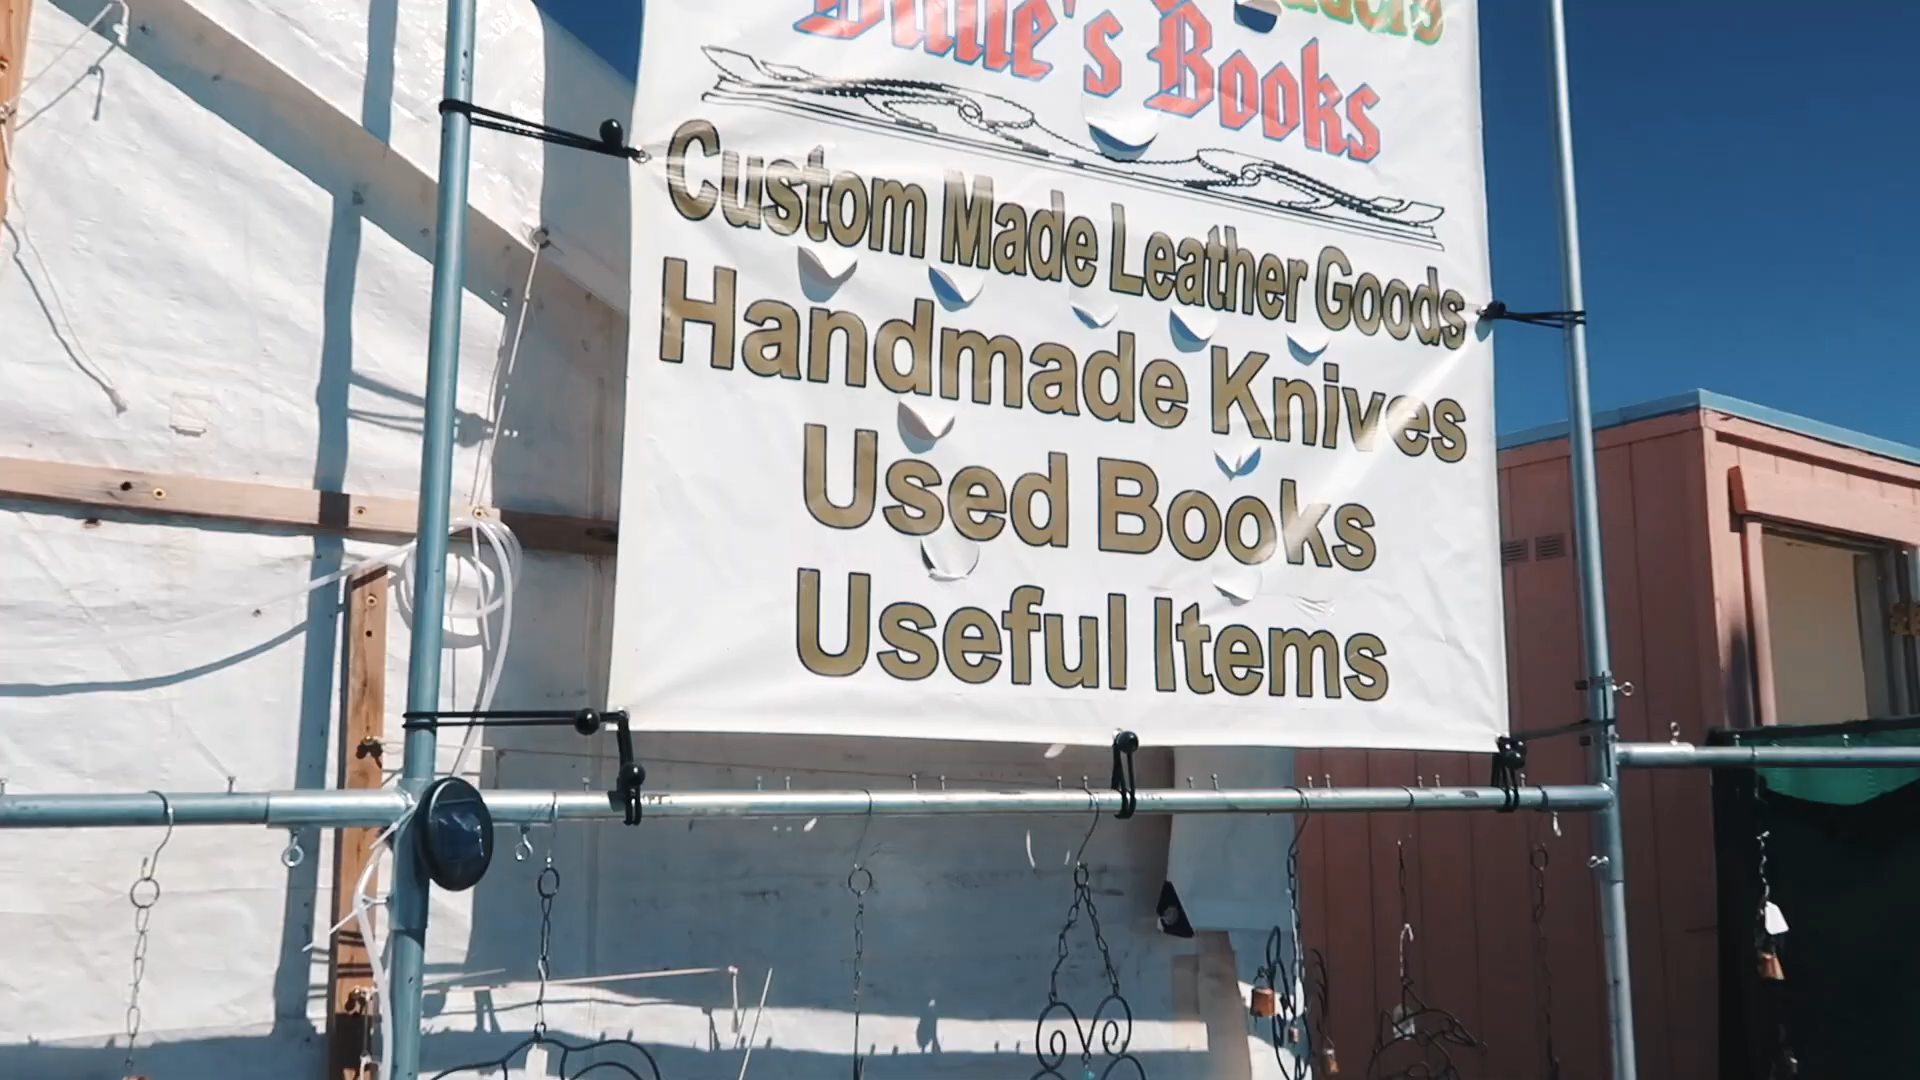 Books
Custom Made Leather Goods
Handmade Knives
Used Books
Useful Items